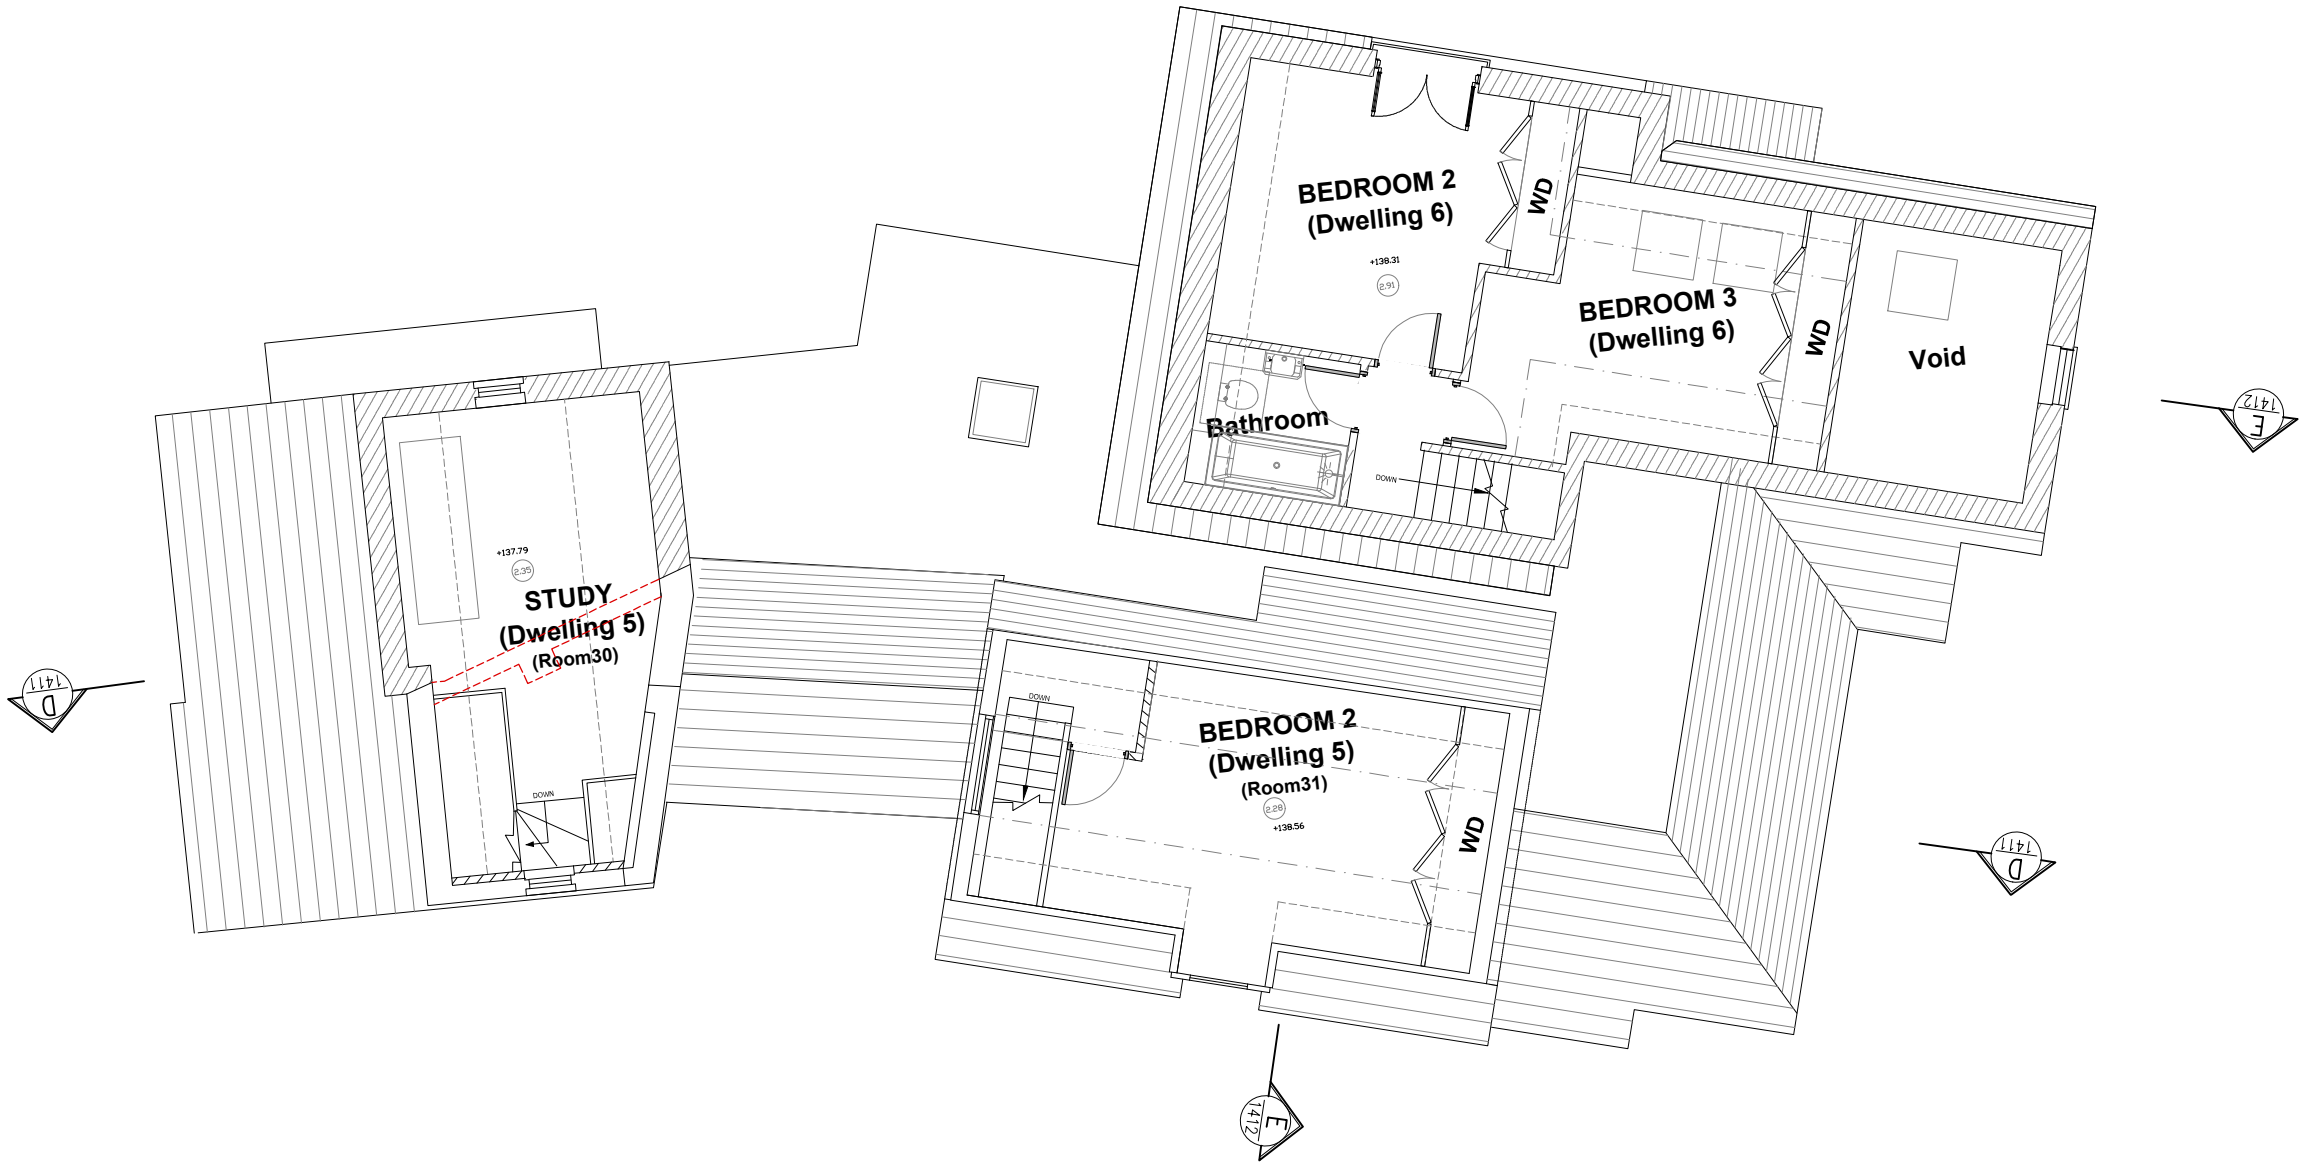 BEDROOM 2
(Dwelling 6)
+138.31
2.91
WD
BEDROOM 3
(Dwelling 6)
WD
Void
Bathroom
DOWN
E
1412
+137.79
2.35
STUDY
(Dwelling 5)
(Room30)
DOWN
D
1411
DOWN
BEDROOM 2
(Dwelling 5)
(Room31)
2.28
+138.56
WD
D
1411
E
1412